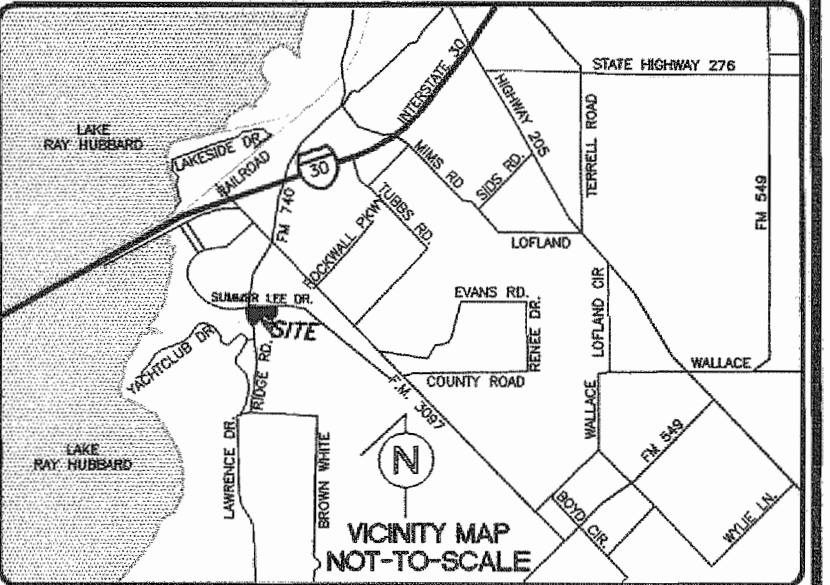 STATE HIGHWAY 276
INTERSTATE 30
HIGHWAY 205
LAKE
RAY HUBBARD
LAKESIDE DR.
RAILROAD
30
MIMS RD
SIDS RD.
TERRELL ROAD
FM 549
FM 740
TUBBS RD.
ROCKWALL PKWY
LOFLAND
SUMMER LEE DR.
SITE
EVANS RD.
RENEE DR.
LOFLAND CIR
YACHTCLUB DR
RIDGE RD.
COUNTY ROAD
WALLACE
F.M. 3097
WALLACE
LAKE
RAY HUBBARD
LAWRENCE DR.
BROWN WHITE
N
FM 549
BOYD CIR.
WYLIE LN.
VICINITY MAP
NOT-TO-SCALE